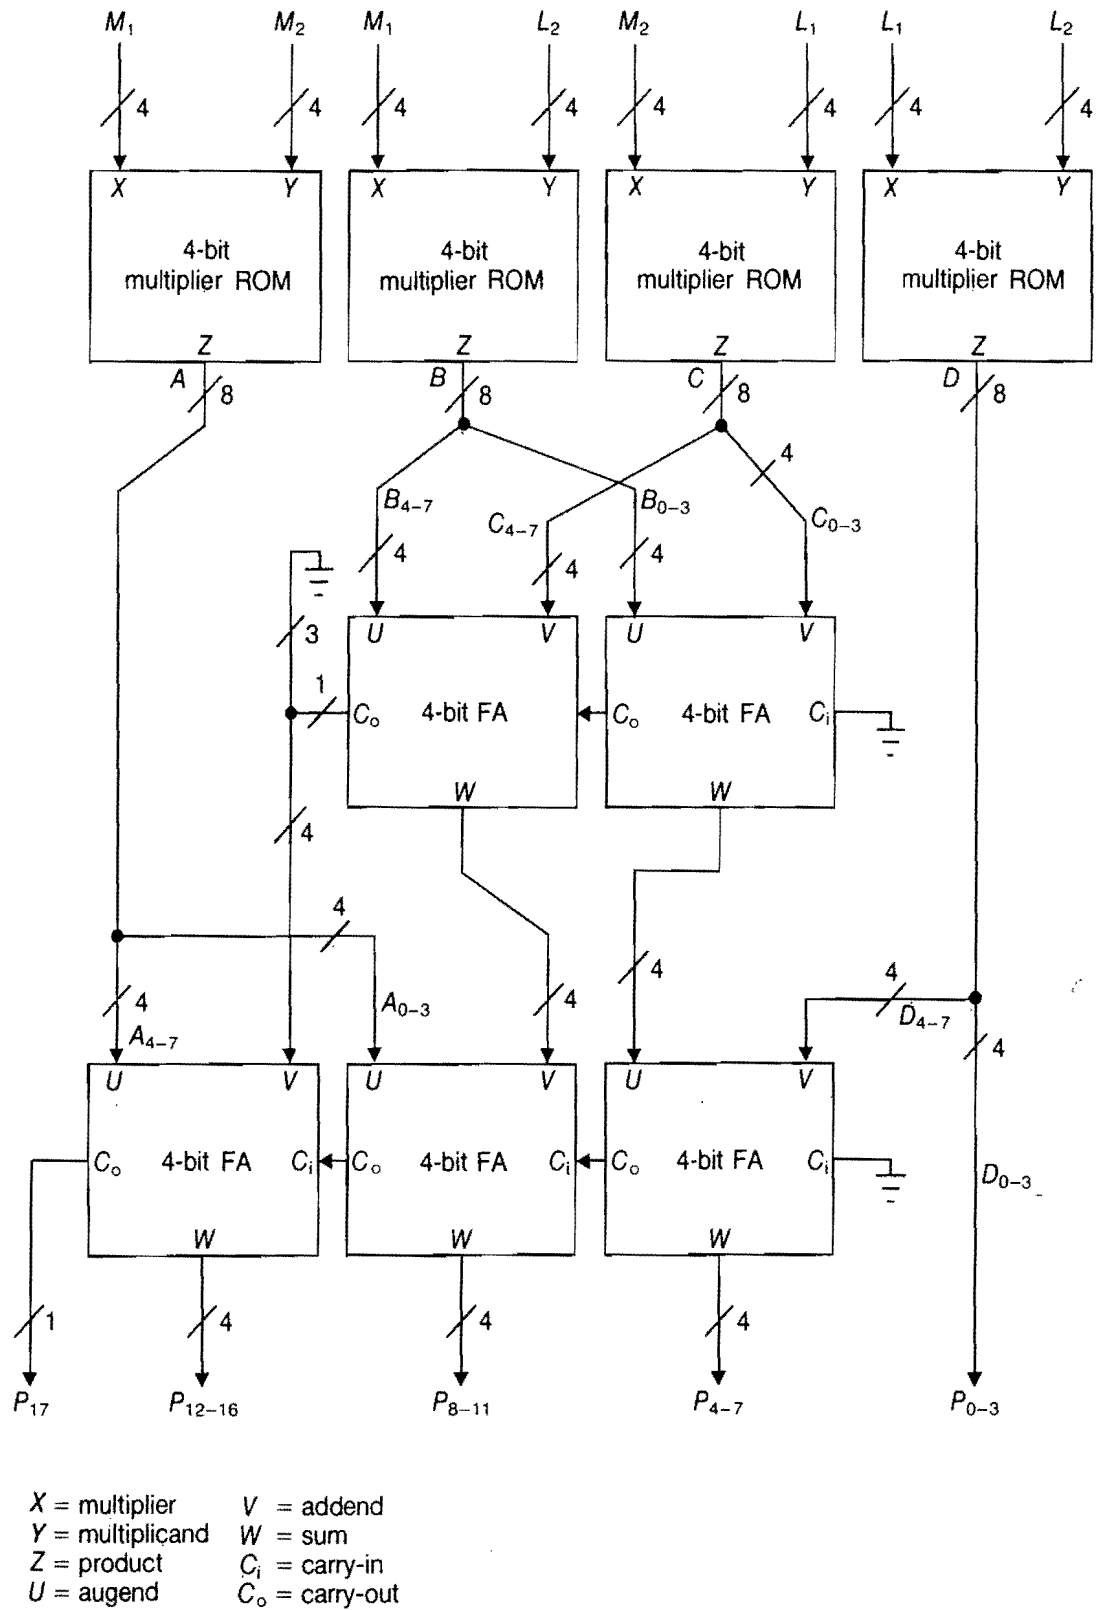 M1 M2 M1 L2 M2 L1 L1 L2
4 4 4 4 4 4 4 4
X Y X Y X Y X Y
4-bit multiplier ROM
4-bit multiplier ROM
4-bit multiplier ROM
4-bit multiplier ROM
Z Z Z Z
A 8 B 8 C 8 D 8
4
B4–7 C4–7 B0–3 C0–3
4 4 4
3
U V U V
1
Co 4-bit FA Co 4-bit FA Ci
W W
4
4
4 4 4 4
A4–7 A0–3 D4–7 4
U V U V U V
Co 4-bit FA Ci Co 4-bit FA Ci Co 4-bit FA Ci
D0–3
W W W
1 4 4 4
P17 P12–16 P8–11 P4–7 P0–3
X = multiplier V = addend
Y = multiplicand W = sum
Z = product Ci = carry-in
U = augend Co = carry-out